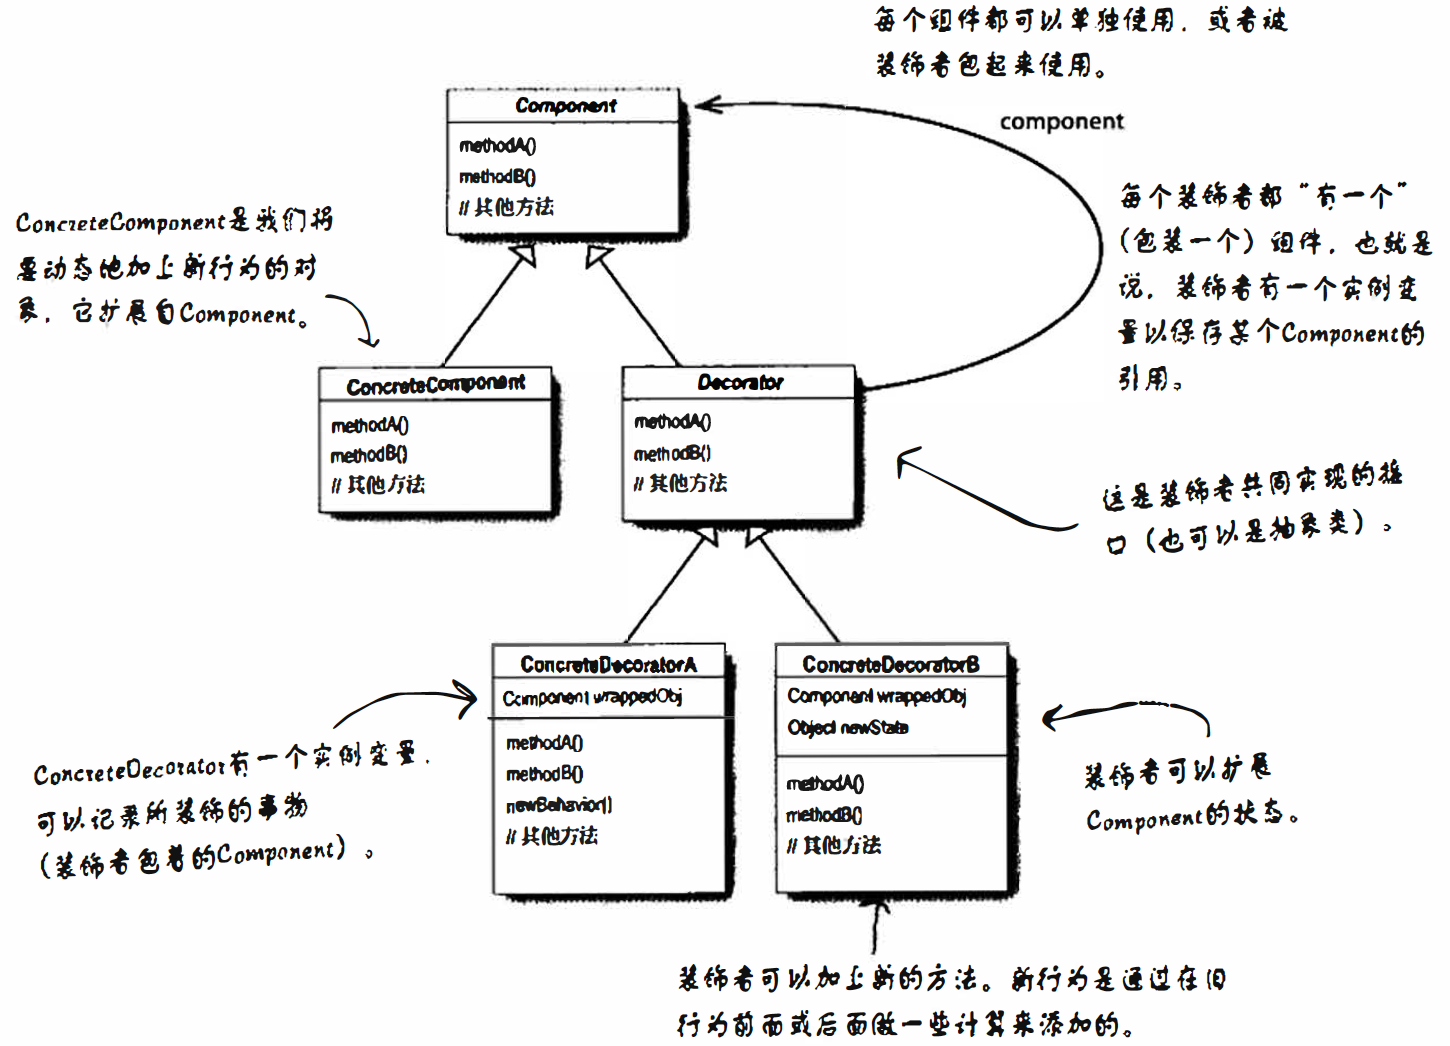 每个组件都可以单独使用，或者被
装饰者包起来使用。
Component
methodA()
methodB()
// 其他方法
component
每个装饰者都“有一个”
（包装一个）组件，也就是
说，装饰者有一个实例变
量以保存某个Component的
引用。
ConcreteComponent是我们将
要动态地加上新行为的对
象，它扩展自Component。
ConcreteComponent
methodA()
methodB()
// 其他方法
Decorator
methodA()
methodB()
// 其他方法
这是装饰者共同实现的接
口（也可以是抽象类）。
ConcreteDecoratorA
Component wrappedObj
methodA()
methodB()
newBehavior()
// 其他方法
ConcreteDecoratorB
Component wrappedObj
Object newState
methodA()
methodB()
// 其他方法
ConcreteDecorator有一个实例变量，
可以记录所装饰的事物
（装饰者包着的Component）。
装饰者可以扩展
Component的状态。
装饰者可以加上新的方法。新行为是通过在旧
行为前面或后面做一些计算来添加的。